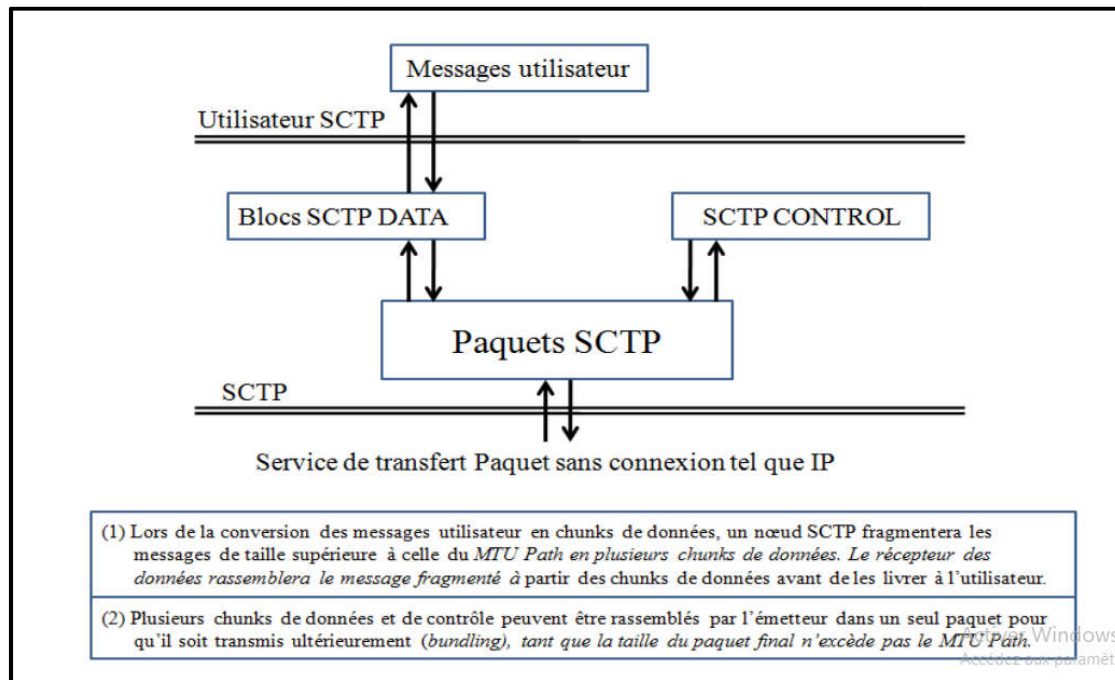 Messages utilisateur
Utilisateur SCTP
Blocs SCTP DATA
SCTP CONTROL
Paquets SCTP
SCTP
Service de transfert Paquet sans connexion tel que IP
(1) Lors de la conversion des messages utilisateur en chunks de données, un nœud SCTP fragmentera les
messages de taille supérieure à celle du MTU Path en plusieurs chunks de données. Le récepteur des
données rassemblera le message fragmenté à partir des chunks de données avant de les livrer à l'utilisateur.
(2) Plusieurs chunks de données et de contrôle peuvent être rassemblés par l'émetteur dans un seul paquet pour
qu'il soit transmis ultérieurement (bundling), tant que la taille du paquet final n'excède pas le MTU Path.
Activer Windows
Accédez aux paramèt